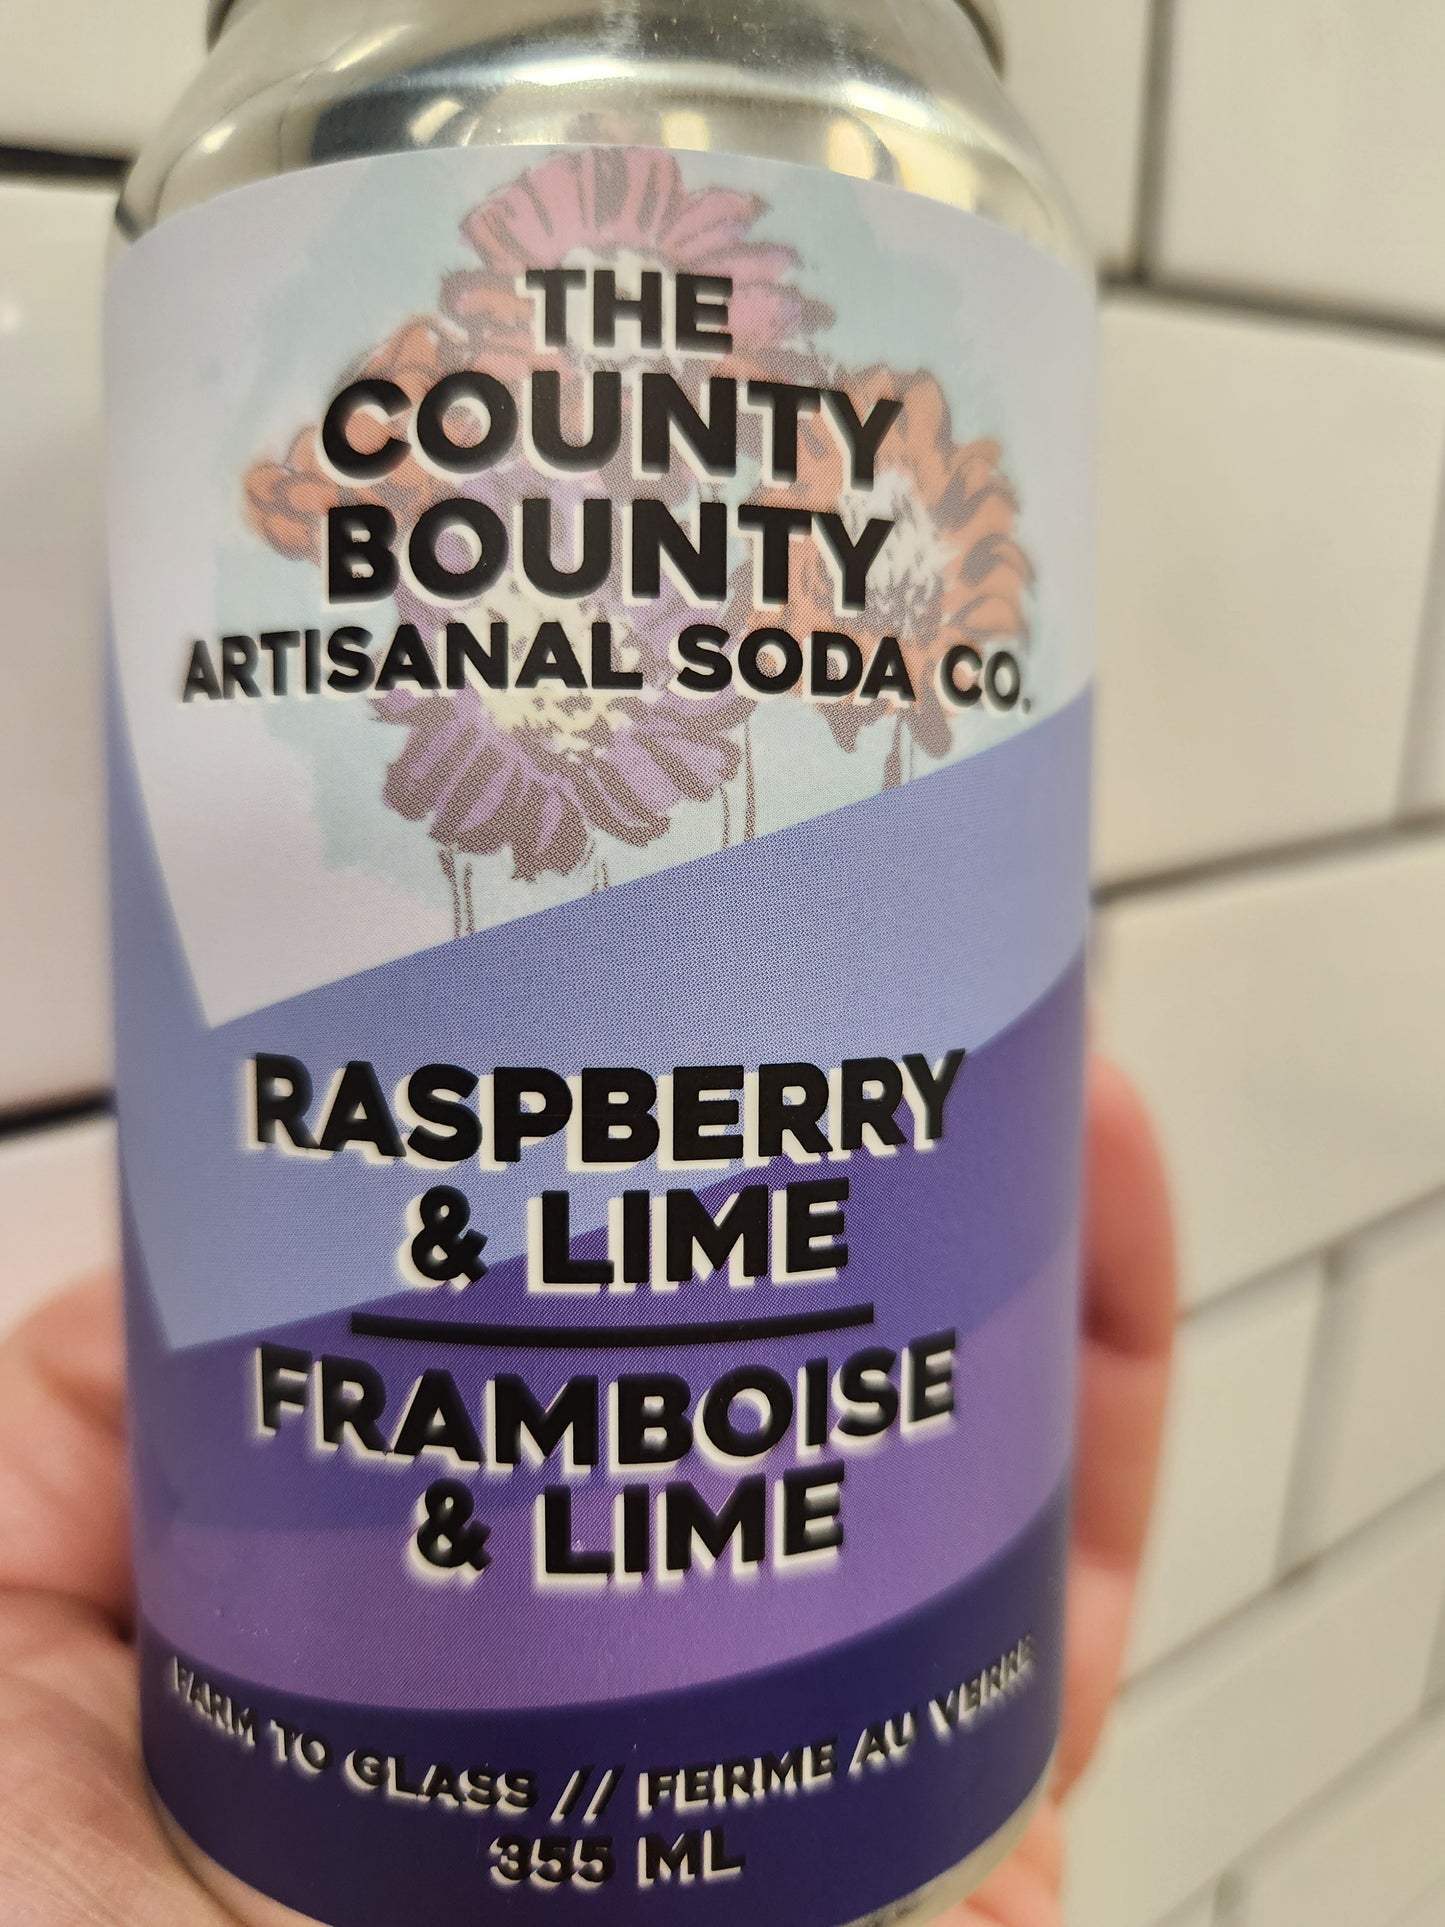 THE
COUNTY
BOUNTY
ARTISANAL SODA CO.
RASPBERRY
& LIME
FRAMBOISE
& LIME
FARM TO GLASS // FERME AU VERRE
355 ML